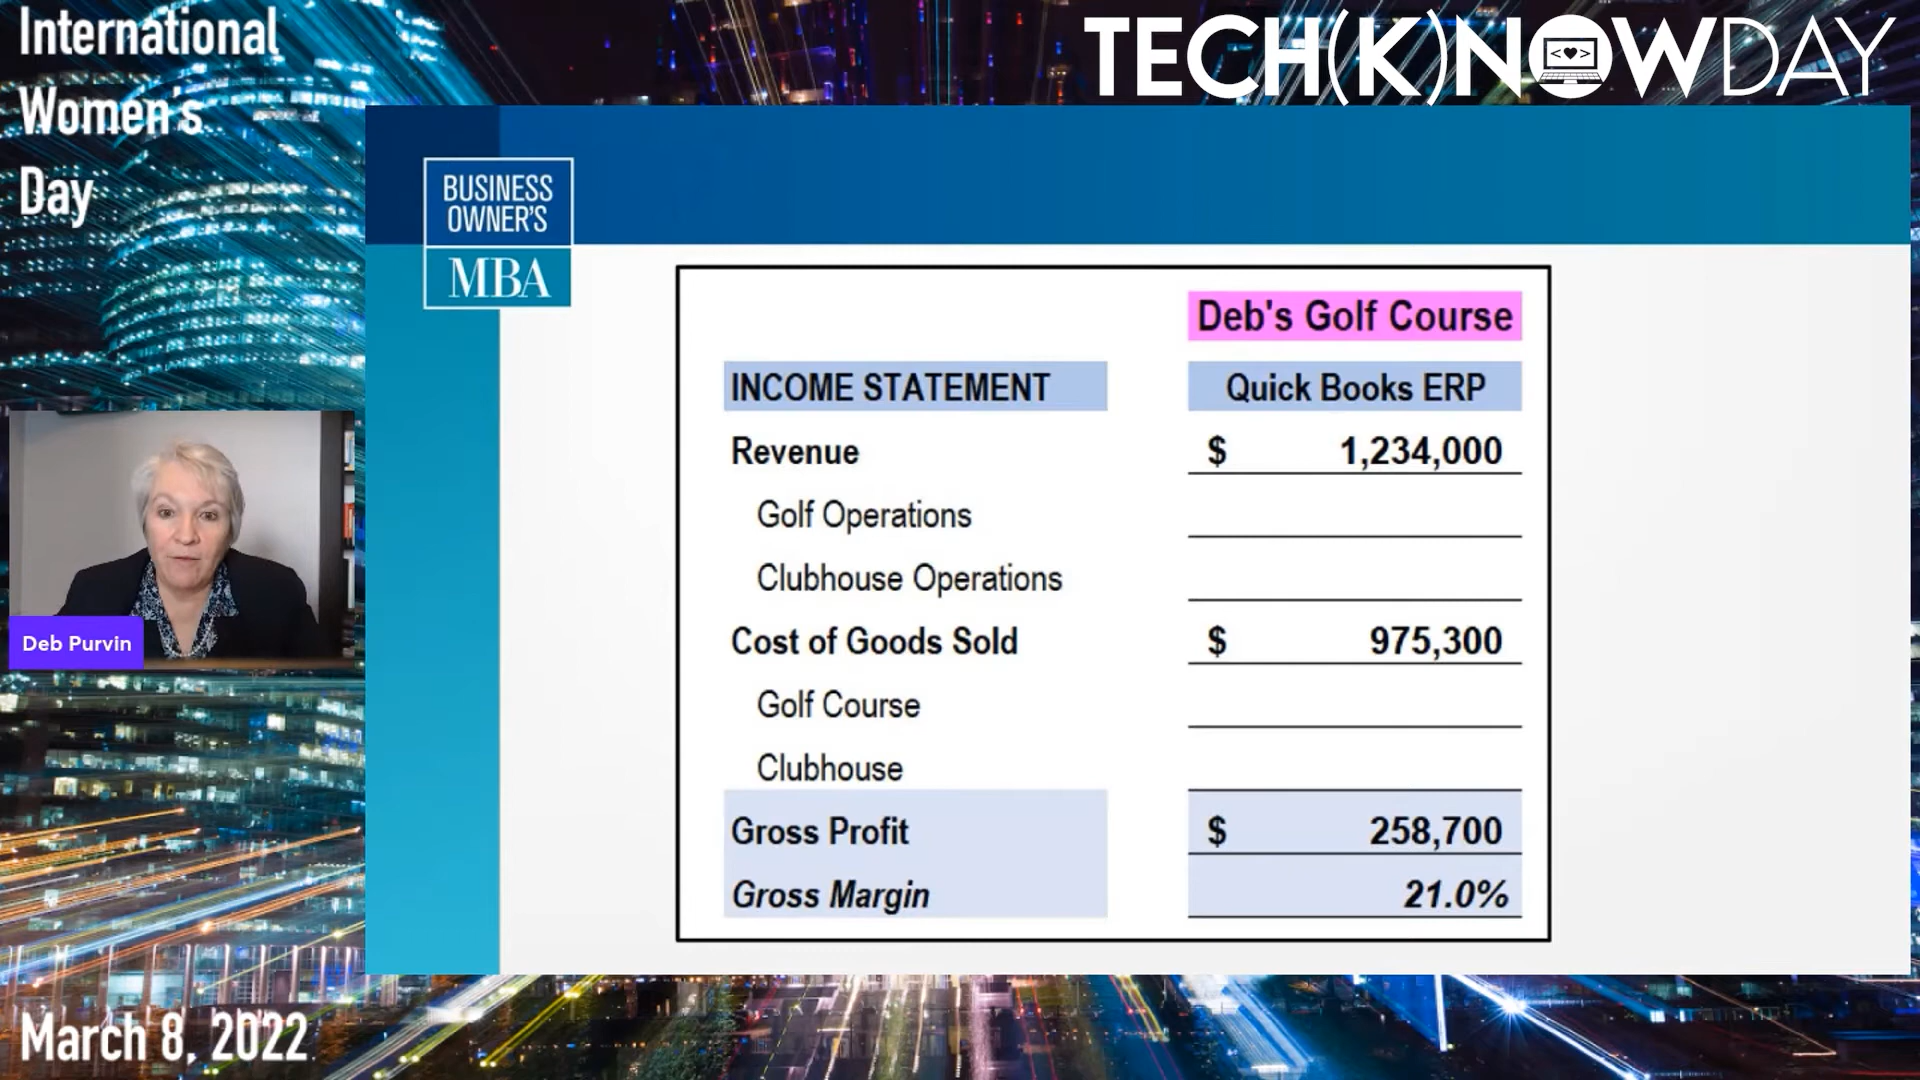 International
Women's
Day
TECH(K)NOWDAY
BUSINESS
OWNER'S
MBA
Deb's Golf Course
INCOME STATEMENT Quick Books ERP
Revenue $ 1,234,000
Golf Operations
Clubhouse Operations
Cost of Goods Sold $ 975,300
Golf Course
Clubhouse
Gross Profit $ 258,700
Gross Margin 21.0%
Deb Purvin
March 8, 2022